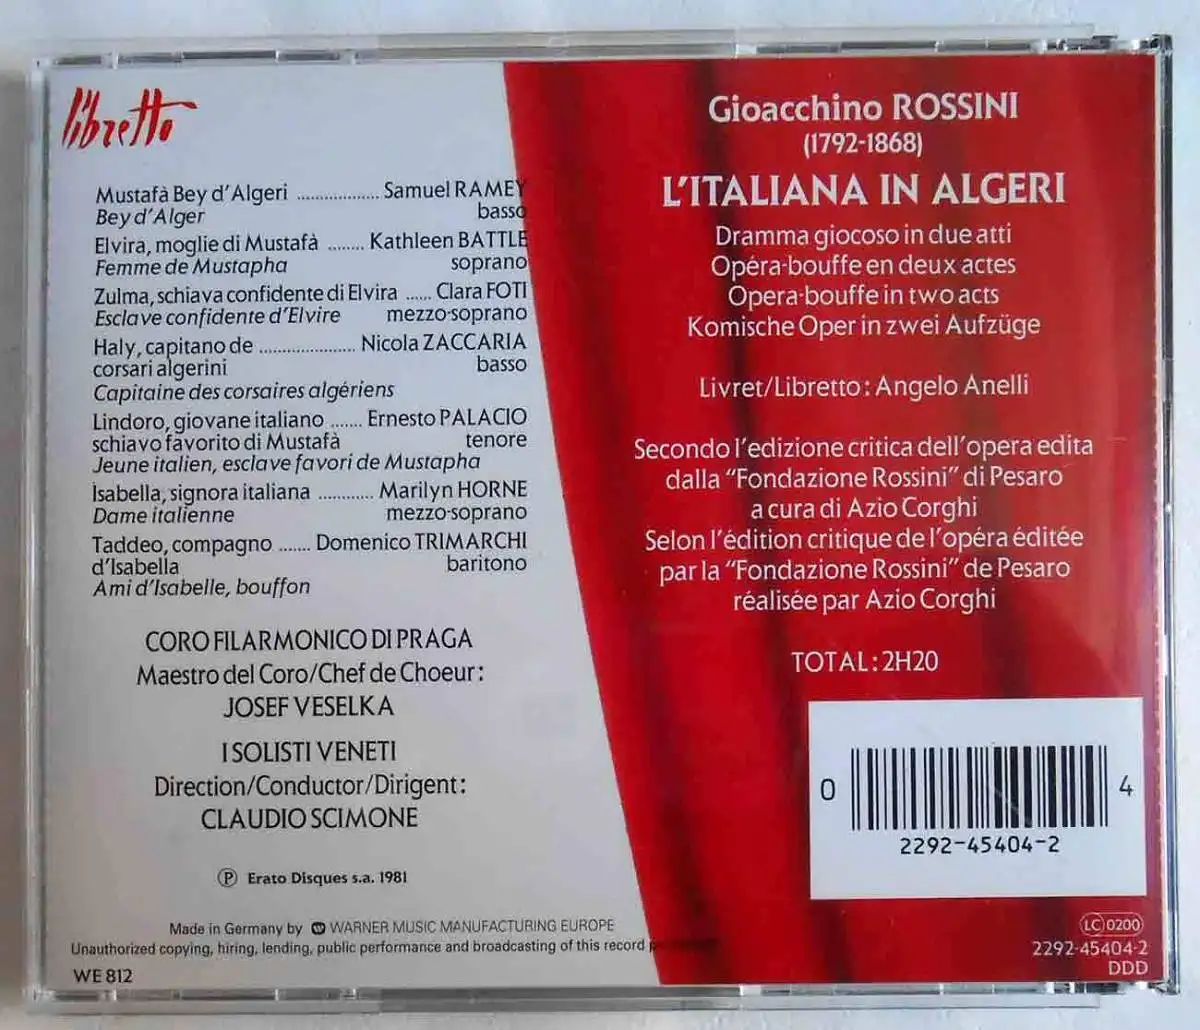 libretto
Mustafà Bey d'Algeri .................. Samuel RAMEY
Bey d'Alger basso
Elvira, moglie di Mustafà ........ Kathleen BATTLE
Femme de Mustapha soprano
Zulma, schiava confidente di Elvira ...... Clara FOTI
Esclave confidente d'Elvire mezzo-soprano
Haly, capitano de ..................... Nicola ZACCARIA
corsari algerini basso
Capitaine des corsaires algériens
Lindoro, giovane italiano ....... Ernesto PALACIO
schiavo favorito di Mustafà tenore
Jeune italien, esclave favori de Mustapha
Isabella, signora italiana ............ Marilyn HORNE
Dame italienne mezzo-soprano
Taddeo, compagno ....... Domenico TRIMARCHI
d'Isabella baritono
Ami d'Isabelle, bouffon
CORO FILARMONICO DI PRAGA
Maestro del Coro/Chef de Choeur:
JOSEF VESELKA
I SOLISTI VENETI
Direction/Conductor/Dirigent:
CLAUDIO SCIMONE
Ⓟ Erato Disques s.a. 1981
Made in Germany by WARNER MUSIC MANUFACTURING EUROPE
Unauthorized copying, hiring, lending, public performance and broadcasting of this record
WE 812
Gioacchino ROSSINI
(1792-1868)
L'ITALIANA IN ALGERI
Dramma giocoso in due atti
Opéra-bouffe en deux actes
Opera-bouffe in two acts
Komische Oper in zwei Aufzüge
Livret/Libretto: Angelo Anelli
Secondo l'edizione critica dell'opera edita
dalla "Fondazione Rossini" di Pesaro
a cura di Azio Corghi
Selon l'édition critique de l'opéra éditée
par la "Fondazione Rossini" de Pesaro
réalisée par Azio Corghi
TOTAL: 2H20
0 4
2292-45404-2
LC 0200
2292-45404-2
DDD